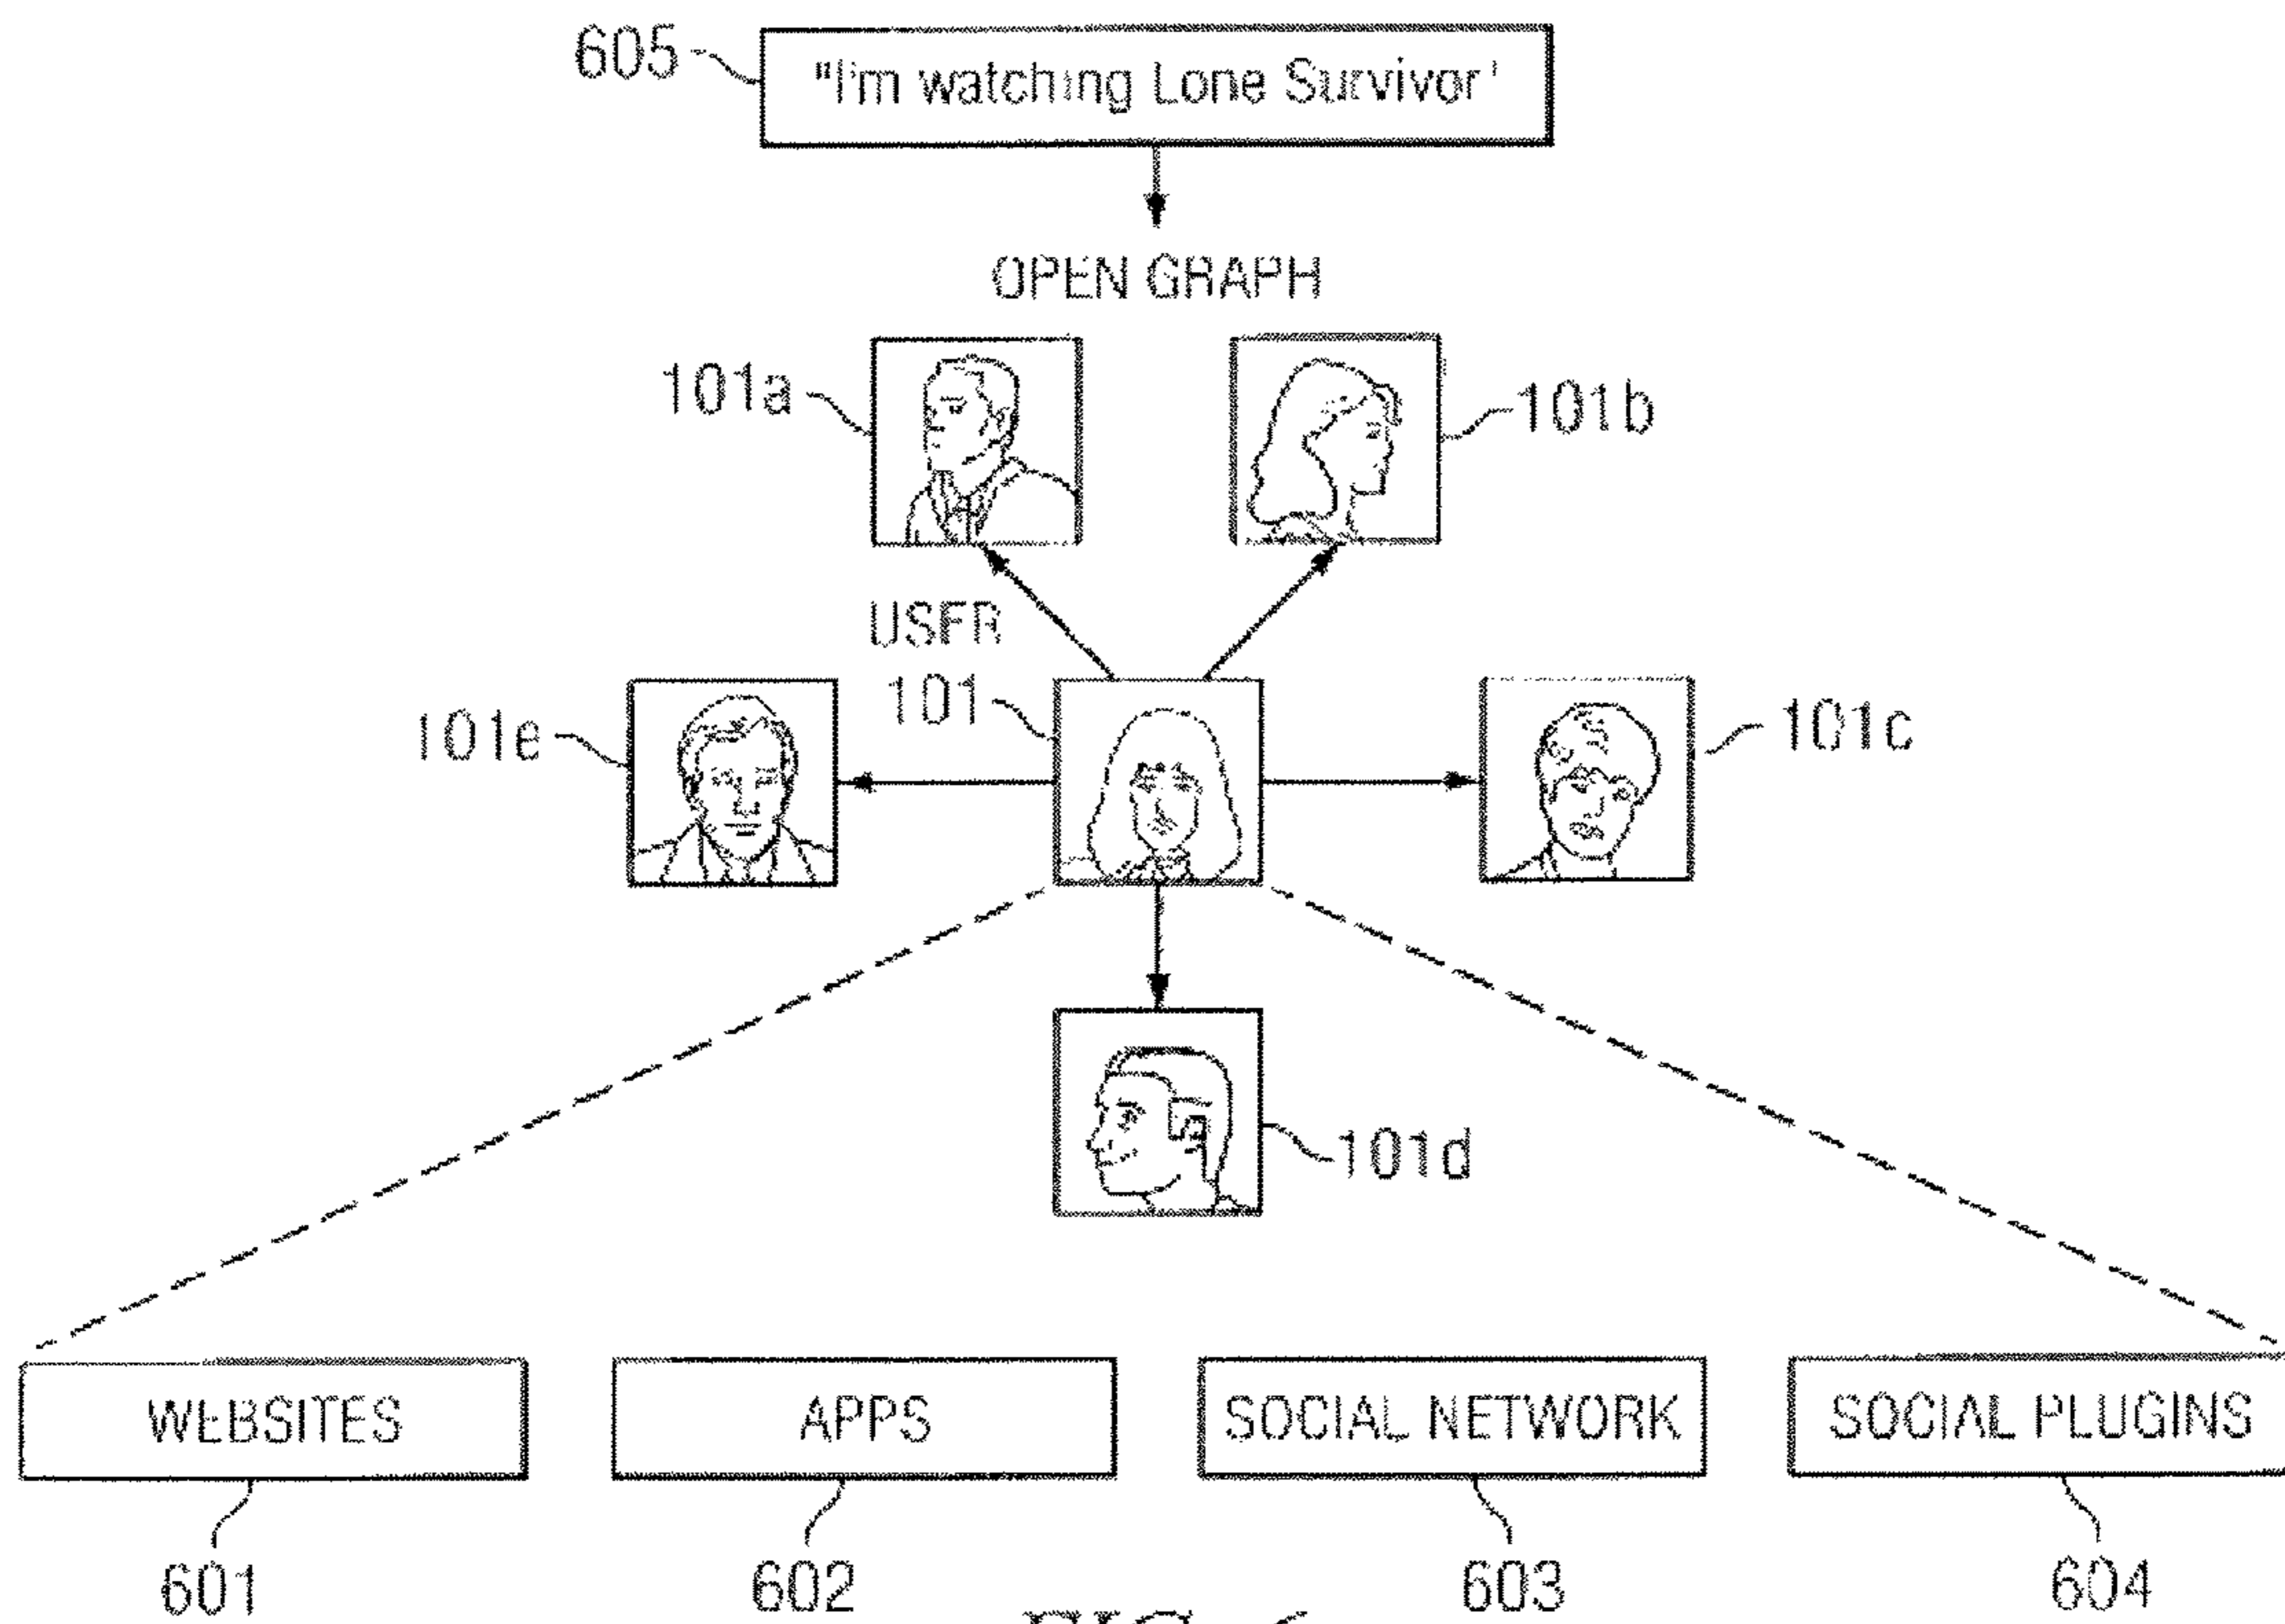 605
"I'm watching Lone Survivor"
OPEN GRAPH
101a
101b
USER
101
101e
101c
101d
WEBSITES
APPS
SOCIAL NETWORK
SOCIAL PLUGINS
601
602
603
604